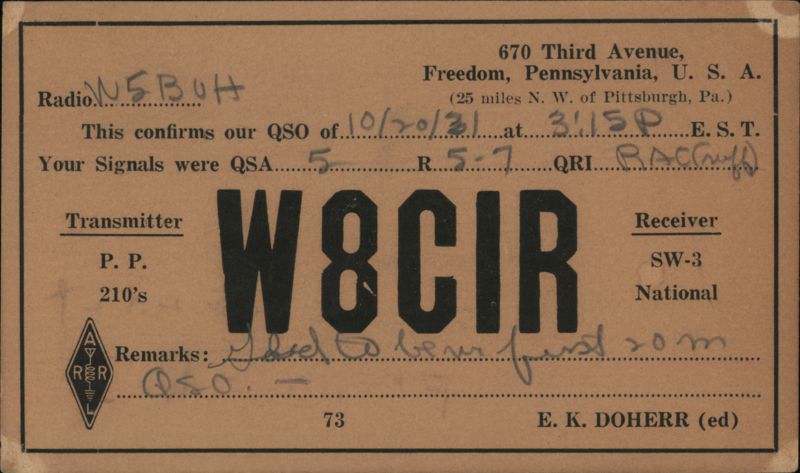 670 Third Avenue,
Freedom, Pennsylvania, U. S. A.
(25 miles N. W. of Pittsburgh, Pa.)
Radio W5BUH
This confirms our QSO of 10/20/31 at 3:15P E. S. T.
Your Signals were QSA 5 R 5-7 QRI RAC
Transmitter
P. P.
210's
W8CIR
Receiver
SW-3
National
ARRL
Remarks: Glad to be ur first 20 m
QSO. —
73
E. K. DOHERR (ed)